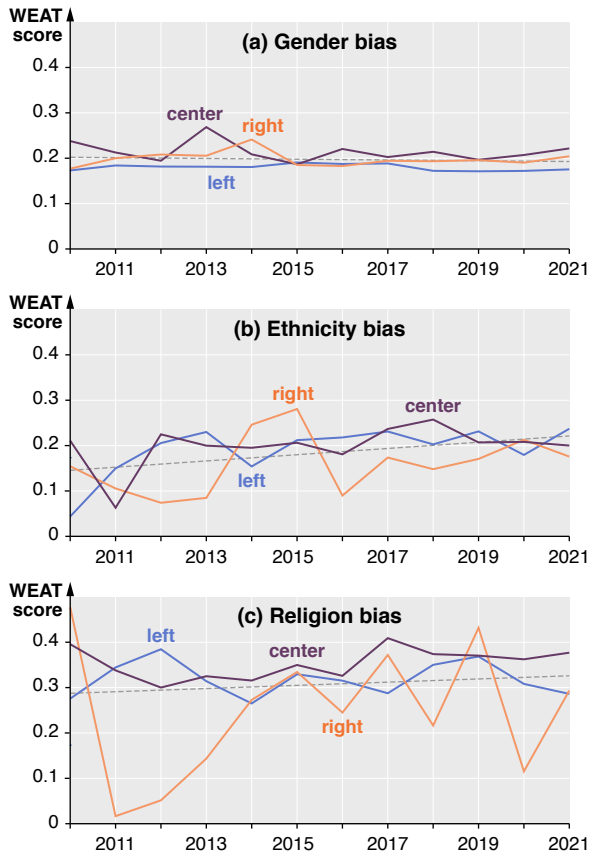 WEAT
score
(a) Gender bias
0.4
0.3
center
right
0.2
left
0.1
0
2011 2013 2015 2017 2019 2021
WEAT
score
(b) Ethnicity bias
0.4
right
0.3
center
0.2
left
0.1
0
2011 2013 2015 2017 2019 2021
WEAT
score
(c) Religion bias
left
0.4
center
0.3
right
0.2
0.1
0
2011 2013 2015 2017 2019 2021